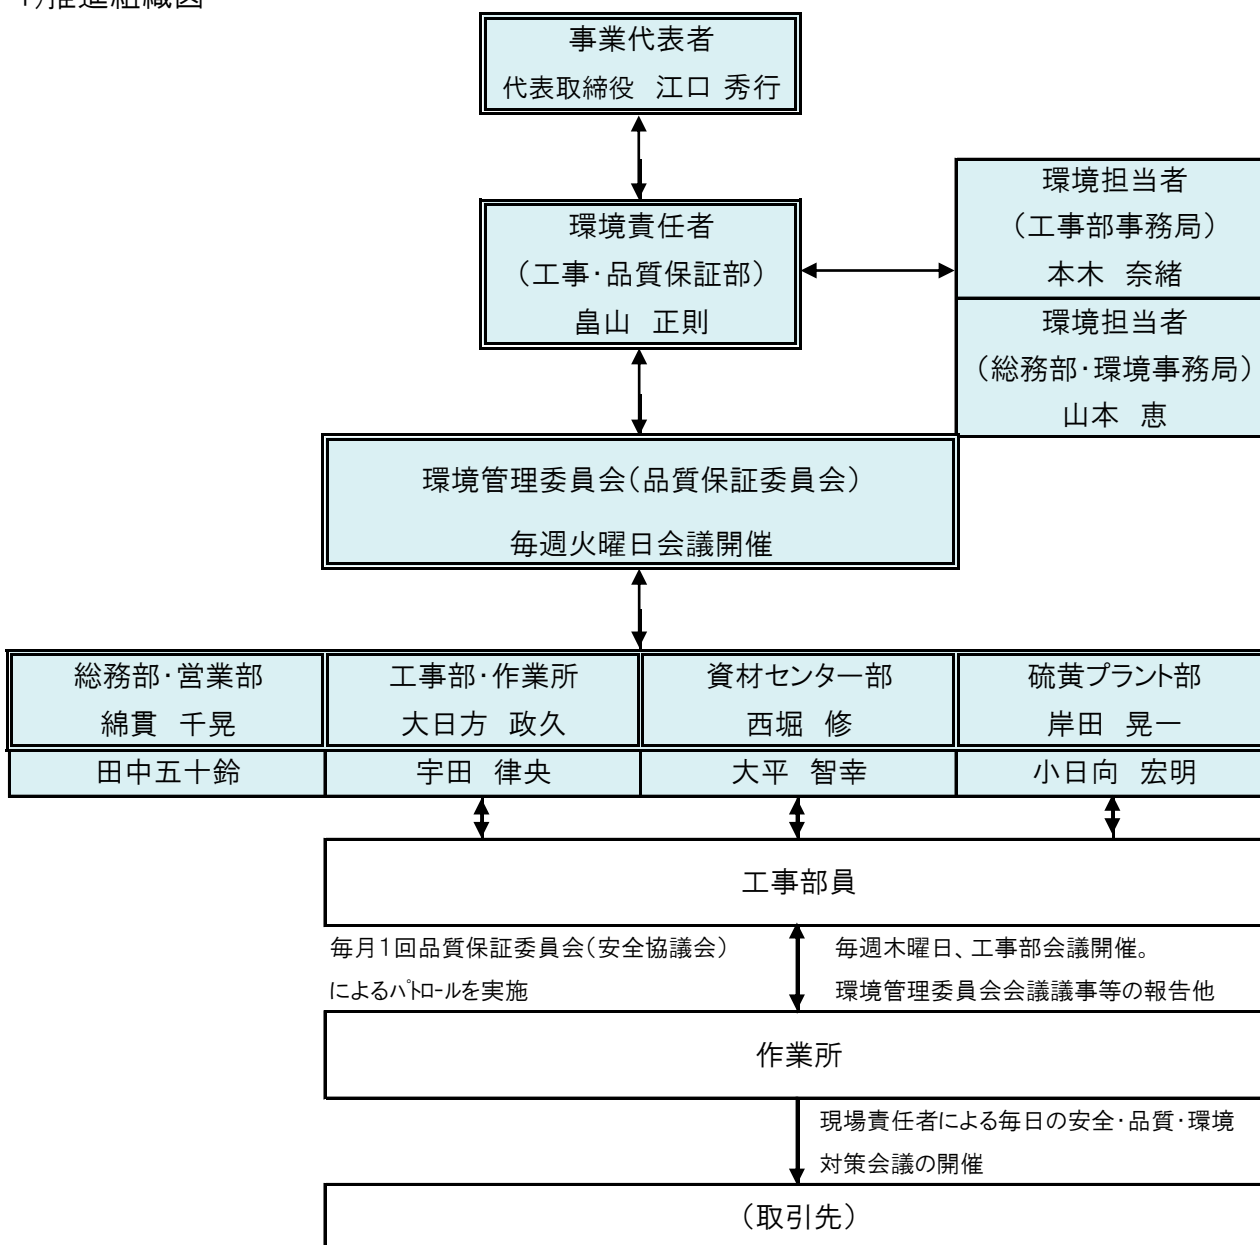 1)推進組織図
事業代表者
代表取締役 江口 秀行
環境責任者
(工事・品質保証部)
畠山 正則
環境担当者
(工事部事務局)
本木 奈緒
環境担当者
(総務部・環境事務局)
山本 恵
環境管理委員会(品質保証委員会)
毎週火曜日会議開催
総務部・営業部 工事部・作業所 資材センター部 硫黄プラント部
綿貫 千晃 大日方 政久 西堀 修 岸田 晃一
田中五十鈴 宇田 律央 大平 智幸 小日向 宏明
工事部員
毎月1回品質保証委員会(安全協議会)
によるパトロールを実施
毎週木曜日、工事部会議開催。
環境管理委員会会議議事等の報告他
作業所
現場責任者による毎日の安全・品質・環境
対策会議の開催
(取引先)